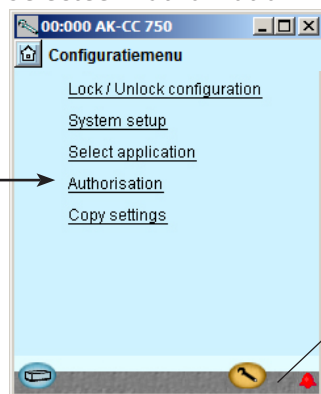 00:000 AK-CC 750
Configuratiemenu
Lock / Unlock configuration
System setup
Select application
Authorisation
Copy settings